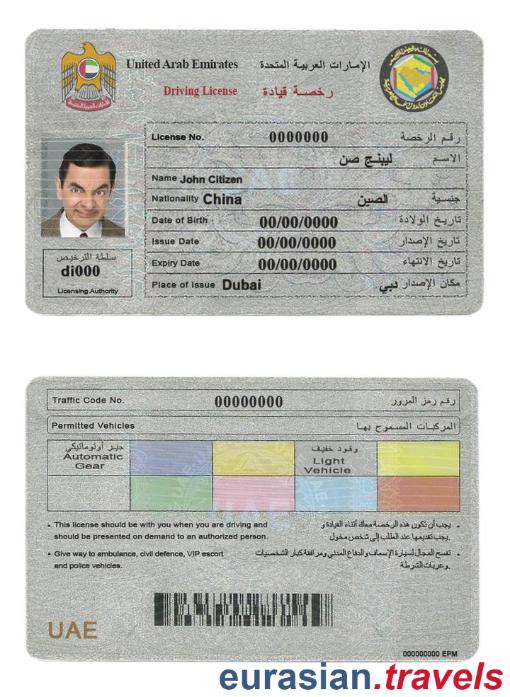 United Arab Emirates الإمارات العربية المتحدة
Driving License رخصة قيادة
License No. 0000000 رقم الرخصة
الاسم ليبنج صن
Name John Citizen
Nationality China الصين جنسية
Date of Birth 00/00/0000 تاريخ الولادة
Issue Date 00/00/0000 تاريخ الإصدار
Expiry Date 00/00/0000 تاريخ الانتهاء
Place of Issue Dubai مكان الإصدار دبي
سلطة الترخيص
di000
Licensing Authority
Traffic Code No. 00000000 رقم رمز المرور
Permitted Vehicles المركبات المسموح بها
جير أوتوماتيكي
Automatic
Gear
وقود خفيف
Light
Vehicle
• This license should be with you when you are driving and
should be presented on demand to an authorized person.
• Give way to ambulance, civil defence, VIP escort
and police vehicles.
• يجب أن تكون هذه الرخصة معك أثناء القيادة و
يجب تقديمها عند الطلب إلى شخص مخول.
• تفسح المجال لسيارة الإسعاف والدفاع المدني ومرافقة كبار الشخصيات
وعربات الشرطة.
UAE
000000000 EPM
eurasian.travels